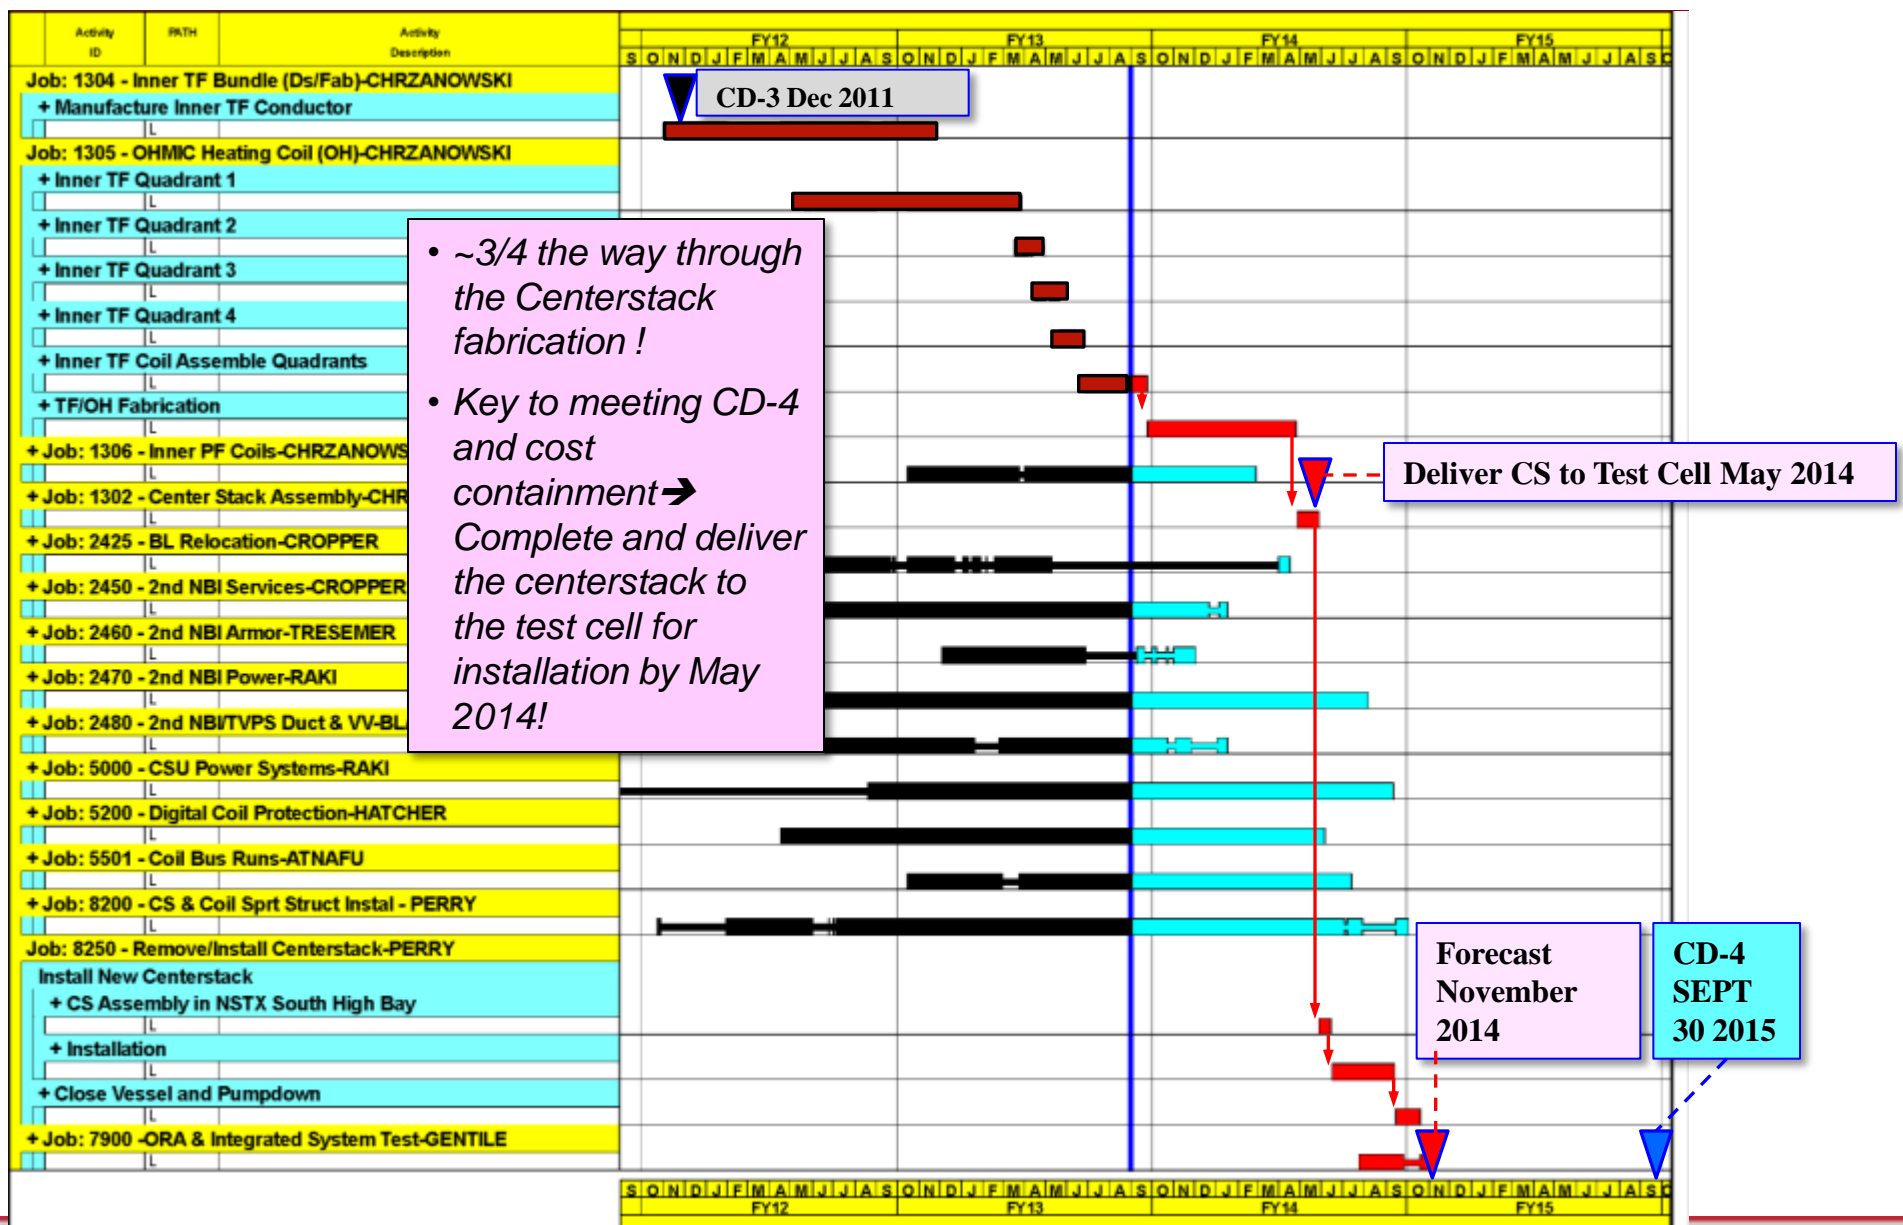 Activity ID
PATH
Activity Description
FY12
FY13
FY14
FY15
S O N D J F M A M J J A S O N D J F M A M J J A S O N D J F M A M J J A S O N D J F M A M J J A S O
Job: 1304 - Inner TF Bundle (Ds/Fab)-CHRZANOWSKI
CD-3 Dec 2011
+ Manufacture Inner TF Conductor
L
Job: 1305 - OHMIC Heating Coil (OH)-CHRZANOWSKI
+ Inner TF Quadrant 1
L
+ Inner TF Quadrant 2
L
+ Inner TF Quadrant 3
L
+ Inner TF Quadrant 4
L
+ Inner TF Coil Assemble Quadrants
L
+ TF/OH Fabrication
L
+ Job: 1306 - Inner PF Coils-CHRZANOWS
L
+ Job: 1302 - Center Stack Assembly-CHR
L
+ Job: 2425 - BL Relocation-CROPPER
L
+ Job: 2450 - 2nd NBI Services-CROPPER
L
+ Job: 2460 - 2nd NBI Armor-TRESEMER
L
+ Job: 2470 - 2nd NBI Power-RAKI
L
+ Job: 2480 - 2nd NBI/TVPS Duct & VV-BL
L
+ Job: 5000 - CSU Power Systems-RAKI
L
+ Job: 5200 - Digital Coil Protection-HATCHER
L
+ Job: 5501 - Coil Bus Runs-ATNAFU
L
+ Job: 8200 - CS & Coil Sprt Struct Instal - PERRY
L
Job: 8250 - Remove/Install Centerstack-PERRY
Install New Centerstack
+ CS Assembly in NSTX South High Bay
L
+ Installation
L
+ Close Vessel and Pumpdown
L
+ Job: 7900 -ORA & Integrated System Test-GENTILE
L
• ~3/4 the way through
the Centerstack
fabrication !
• Key to meeting CD-4
and cost
containment➔
Complete and deliver
the centerstack to
the test cell for
installation by May
2014!
Deliver CS to Test Cell May 2014
Forecast
November
2014
CD-4
SEPT
30 2015
S O N D J F M A M J J A S O N D J F M A M J J A S O N D J F M A M J J A S O N D J F M A M J J A S O
FY12
FY13
FY14
FY15